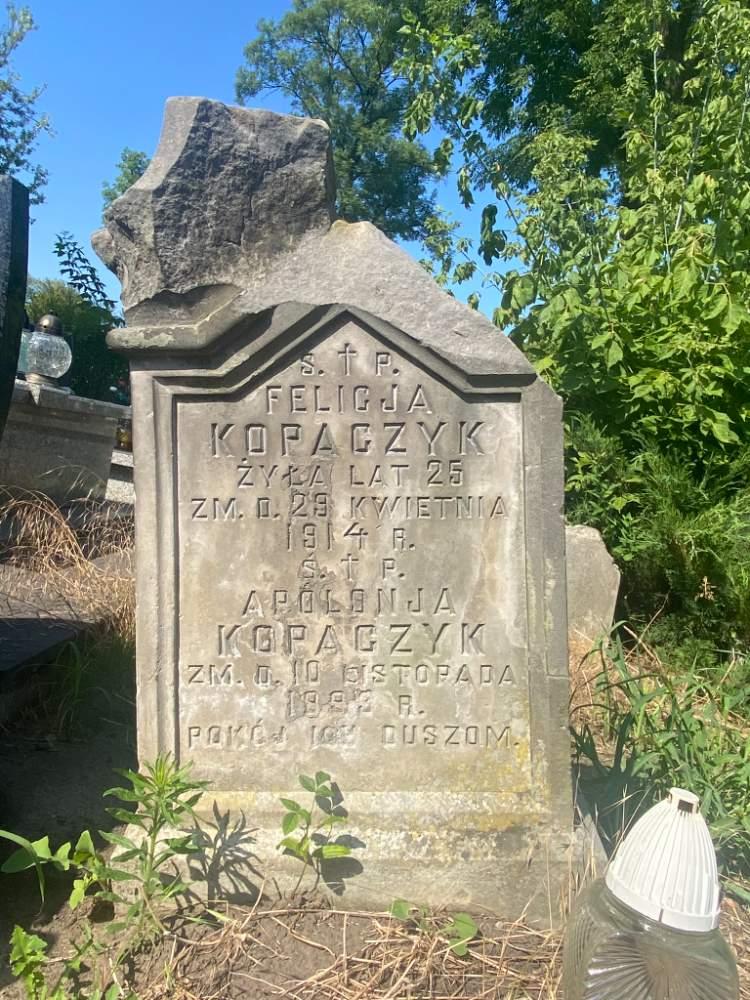 Ś. † P.
FELICJA
KOPACZYK
ŻYŁA LAT 25
ZM. D. 29 KWIETNIA
1914 R.
Ś. † P.
APOLONJA
KOPACZYK
ZM. D. 10 LISTOPADA
R.
POKÓJ ICH DUSZOM.